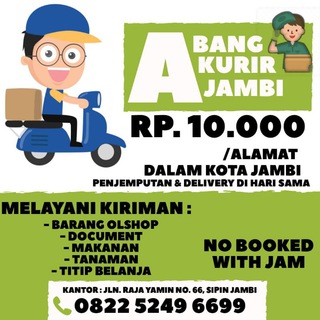 ABANG
KURIR
JAMBI
RP. 10.000
/ALAMAT
DALAM KOTA JAMBI
PENJEMPUTAN & DELIVERY DI HARI SAMA
MELAYANI KIRIMAN :
- BARANG OLSHOP
- DOCUMENT
- MAKANAN
- TANAMAN
- TITIP BELANJA
NO BOOKED
WITH JAM
KANTOR : JLN. RAJA YAMIN NO. 66, SIPIN JAMBI
0822 5249 6699